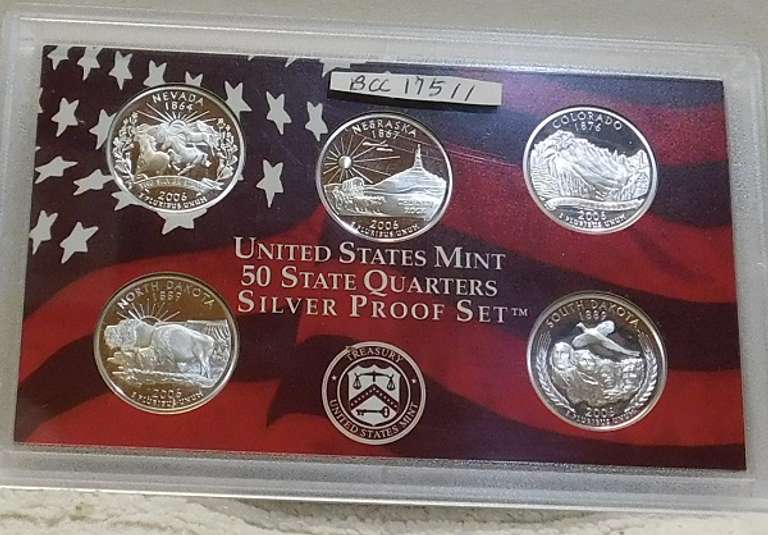 BCC 17511
NEVADA
1864
2006
E PLURIBUS UNUM
NEBRASKA
1867
CHIMNEY
ROCK
2006
E PLURIBUS UNUM
COLORADO
1876
2006
E PLURIBUS UNUM
UNITED STATES MINT
50 STATE QUARTERS
SILVER PROOF SET™
NORTH DAKOTA
1889
2006
E PLURIBUS UNUM
TREASURY
UNITED STATES MINT
SOUTH DAKOTA
1889
2006
E PLURIBUS UNUM